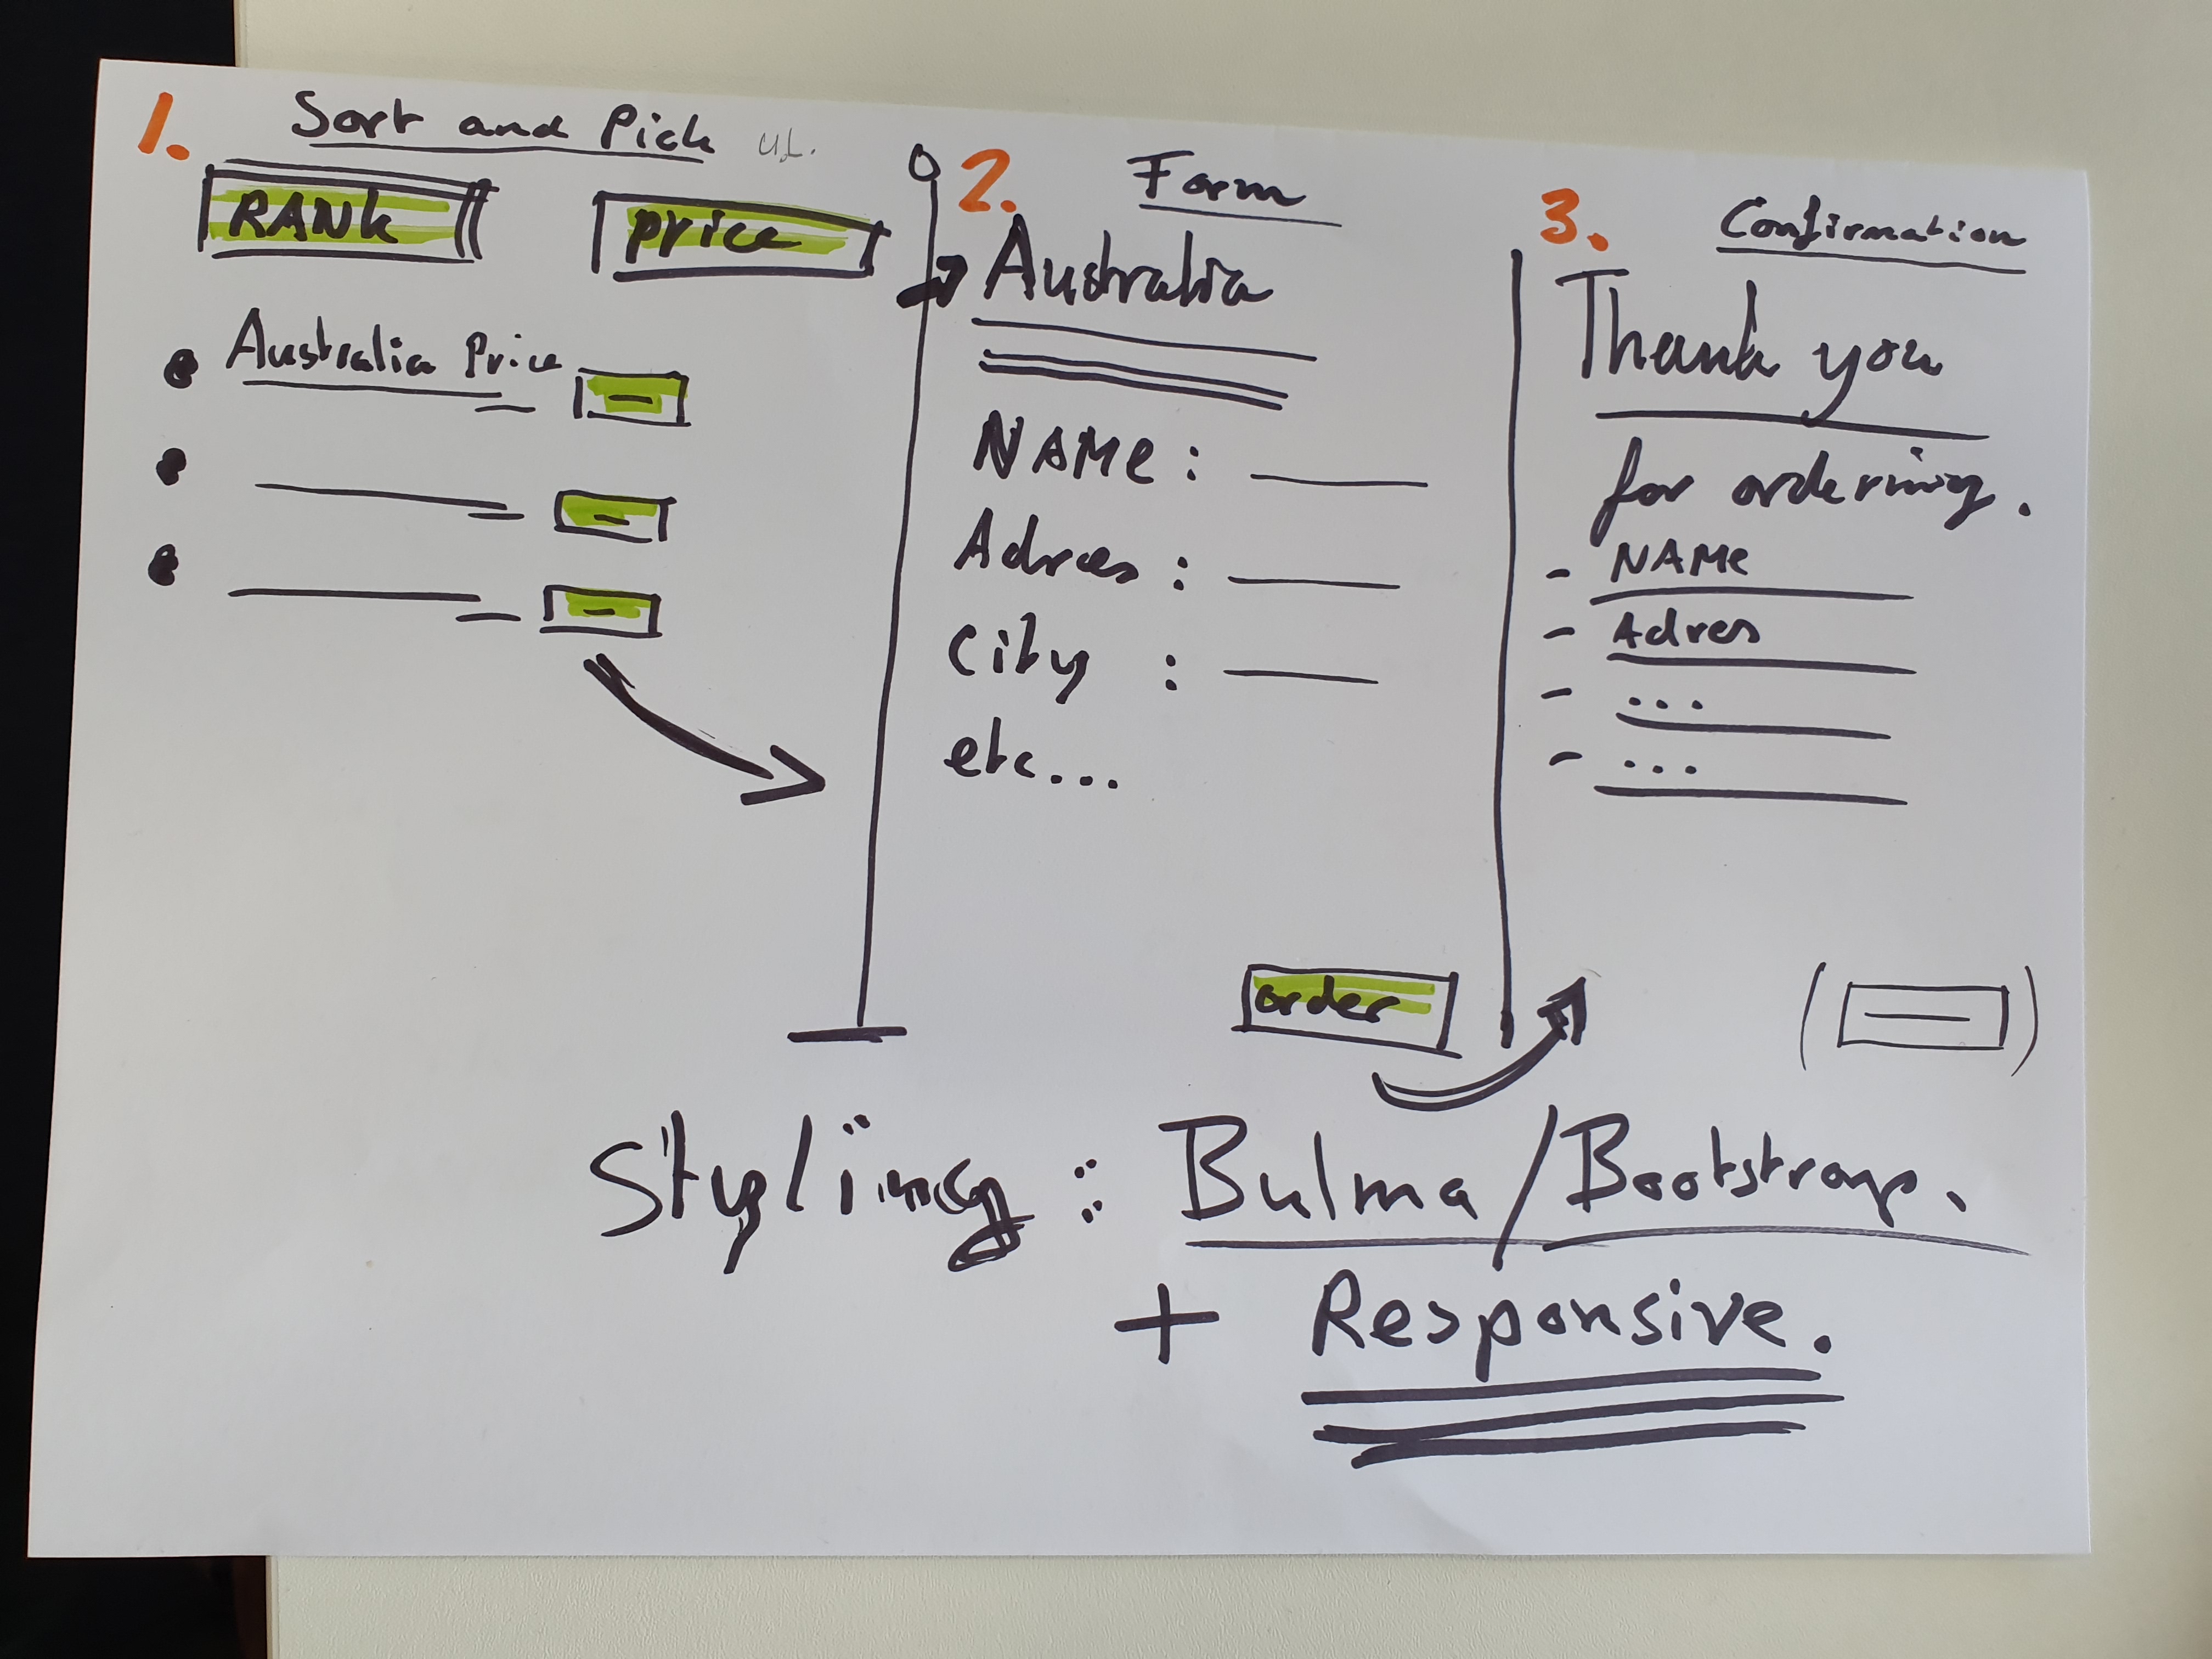 1. Sort and Pick
RANK
price
Australia Price
2. Form
Australia
NAME :
Adres :
City :
etc...
order
3. Confirmation
Thank you
for ordering.
- NAME
- Adres
- ...
- ...
Styling : Bulma/Bootstrap.
+ Responsive.